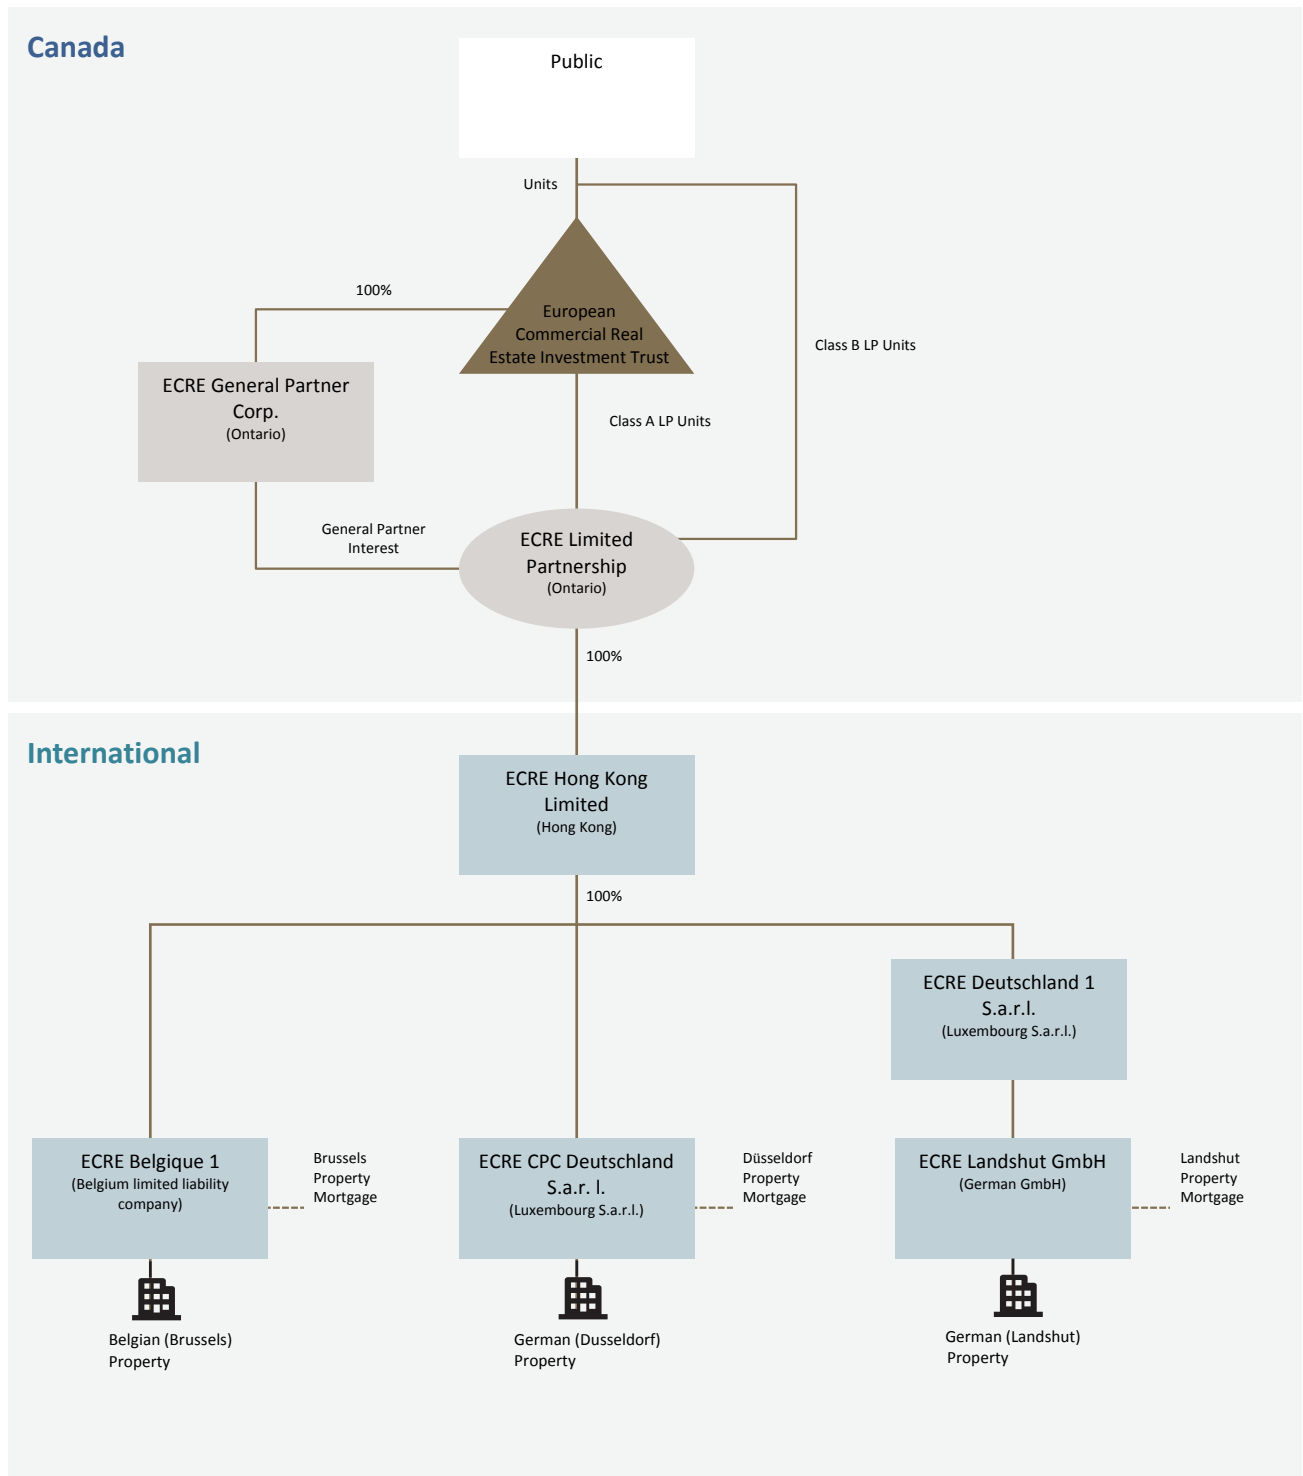 Canada
Public
Units
100%
European
Commercial Real
Estate Investment Trust
Class B LP Units
ECRE General Partner
Corp.
(Ontario)
Class A LP Units
General Partner
Interest
ECRE Limited
Partnership
(Ontario)
100%
International
ECRE Hong Kong
Limited
(Hong Kong)
100%
ECRE Deutschland 1
S.a.r.l.
(Luxembourg S.a.r.l.)
ECRE Belgique 1
(Belgium limited liability
company)
Brussels
Property
Mortgage
ECRE CPC Deutschland
S.a.r. l.
(Luxembourg S.a.r.l.)
Düsseldorf
Property
Mortgage
ECRE Landshut GmbH
(German GmbH)
Landshut
Property
Mortgage
Belgian (Brussels)
Property
German (Dusseldorf)
Property
German (Landshut)
Property